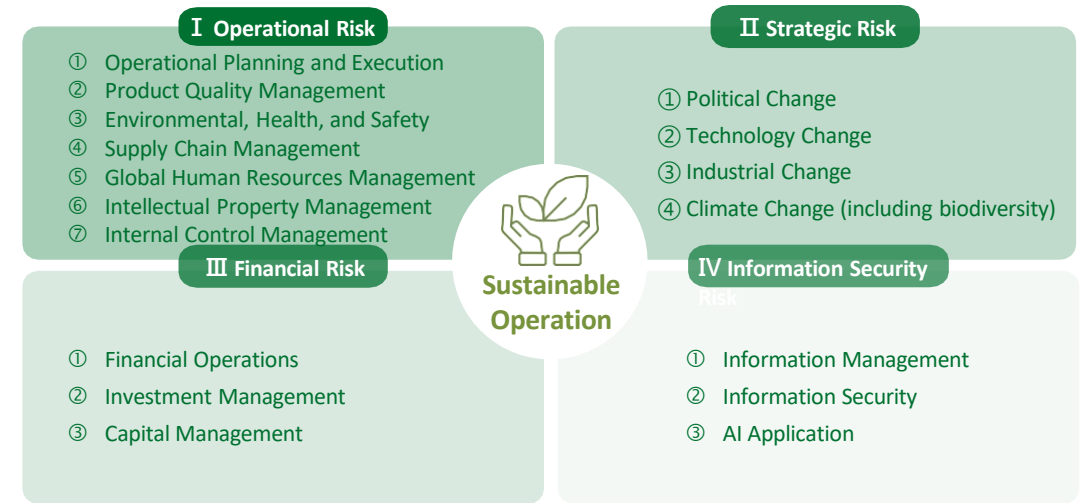 Ⅰ Operational Risk
① Operational Planning and Execution
② Product Quality Management
③ Environmental, Health, and Safety
④ Supply Chain Management
⑤ Global Human Resources Management
⑥ Intellectual Property Management
⑦ Internal Control Management
Ⅱ Strategic Risk
① Political Change
② Technology Change
③ Industrial Change
④ Climate Change (including biodiversity)
Sustainable
Operation
Ⅲ Financial Risk
① Financial Operations
② Investment Management
③ Capital Management
Ⅳ Information Security
Risk
① Information Management
② Information Security
③ AI Application